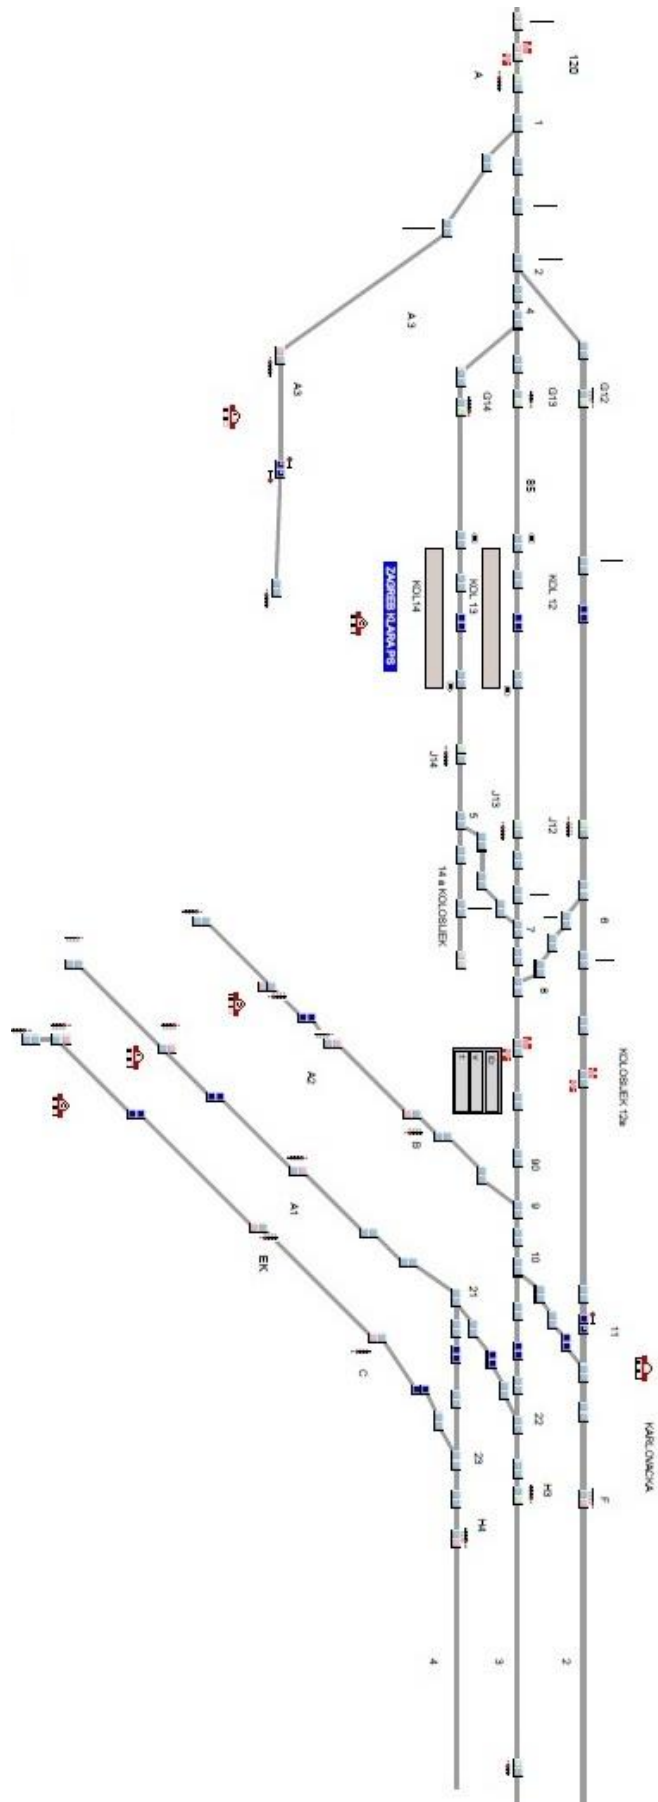 120
A
1
2
4
A3
A3
G12
G13
G14
85
KOL 12
KOL 13
KOL14
ZAGREB KLARA PS
J14
J13
J12
5
14 a KOLOSIJEK
7
6
8
KOLOSIJEK 12a
A2
B
90
9
10
A1
EK
21
11
C
22
KARLOVACKA
23
H3
F
H4
4
3
2